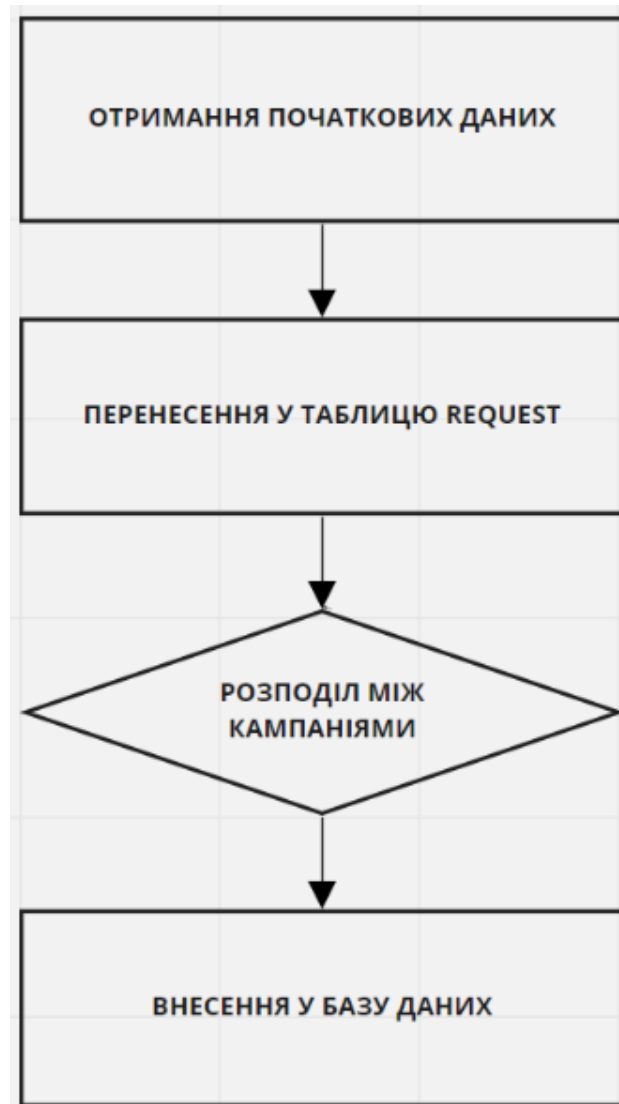 ОТРИМАННЯ ПОЧАТКОВИХ ДАНИХ
ПЕРЕНЕСЕННЯ У ТАБЛИЦЮ REQUEST
РОЗПОДІЛ МІЖ
КАМПАНІЯМИ
ВНЕСЕННЯ У БАЗУ ДАНИХ